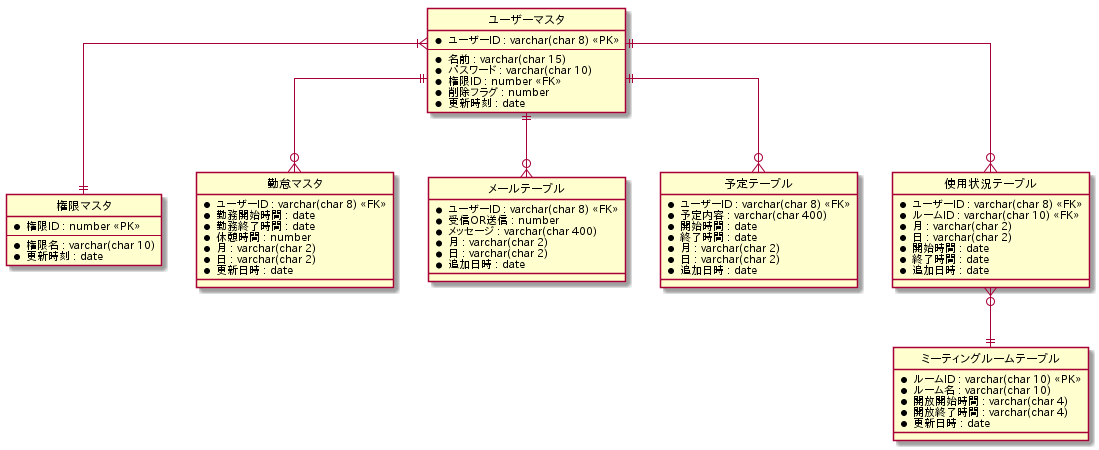 ユーザーマスタ
ユーザーID : varchar(char 8) «PK»
名前 : varchar(char 15)
パスワード : varchar(char 10)
権限ID : number «FK»
削除フラグ : number
更新時刻 : date
権限マスタ
権限ID : number «PK»
権限名 : varchar(char 10)
更新時刻 : date
勤怠マスタ
ユーザーID : varchar(char 8) «FK»
勤務開始時間 : date
勤務終了時間 : date
休憩時間 : number
月 : varchar(char 2)
日 : varchar(char 2)
更新日時 : date
メールテーブル
ユーザーID : varchar(char 8) «FK»
受信OR送信 : number
メッセージ : varchar(char 400)
月 : varchar(char 2)
日 : varchar(char 2)
追加日時 : date
予定テーブル
ユーザーID : varchar(char 8) «FK»
予定内容 : varchar(char 400)
開始時間 : date
終了時間 : date
月 : varchar(char 2)
日 : varchar(char 2)
追加日時 : date
使用状況テーブル
ユーザーID : varchar(char 8) «FK»
ルームID : varchar(char 10) «FK»
月 : varchar(char 2)
日 : varchar(char 2)
開始時間 : date
終了時間 : date
追加日時 : date
ミーティングルームテーブル
ルームID : varchar(char 10) «PK»
ルーム名 : varchar(char 10)
開放開始時間 : varchar(char 4)
開放終了時間 : varchar(char 4)
更新日時 : date